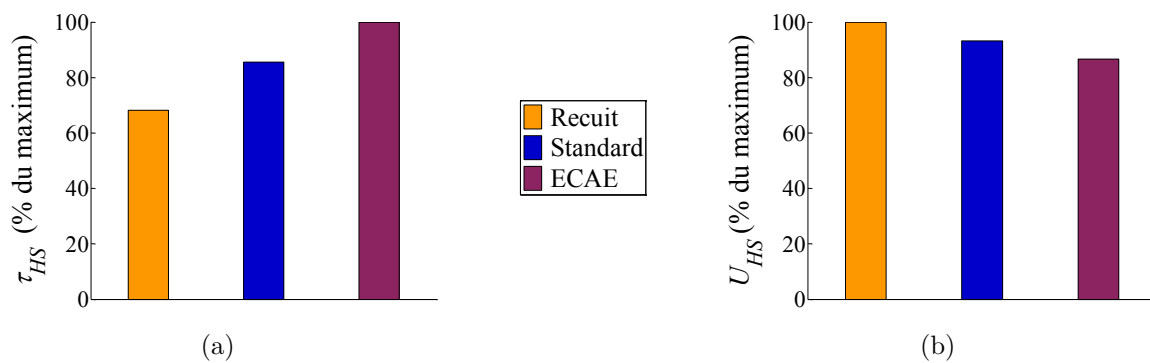 τHS (% du maximum)
100
80
60
40
20
0
(a)
Recuit
Standard
ECAE
UHS (% du maximum)
100
80
60
40
20
0
(b)